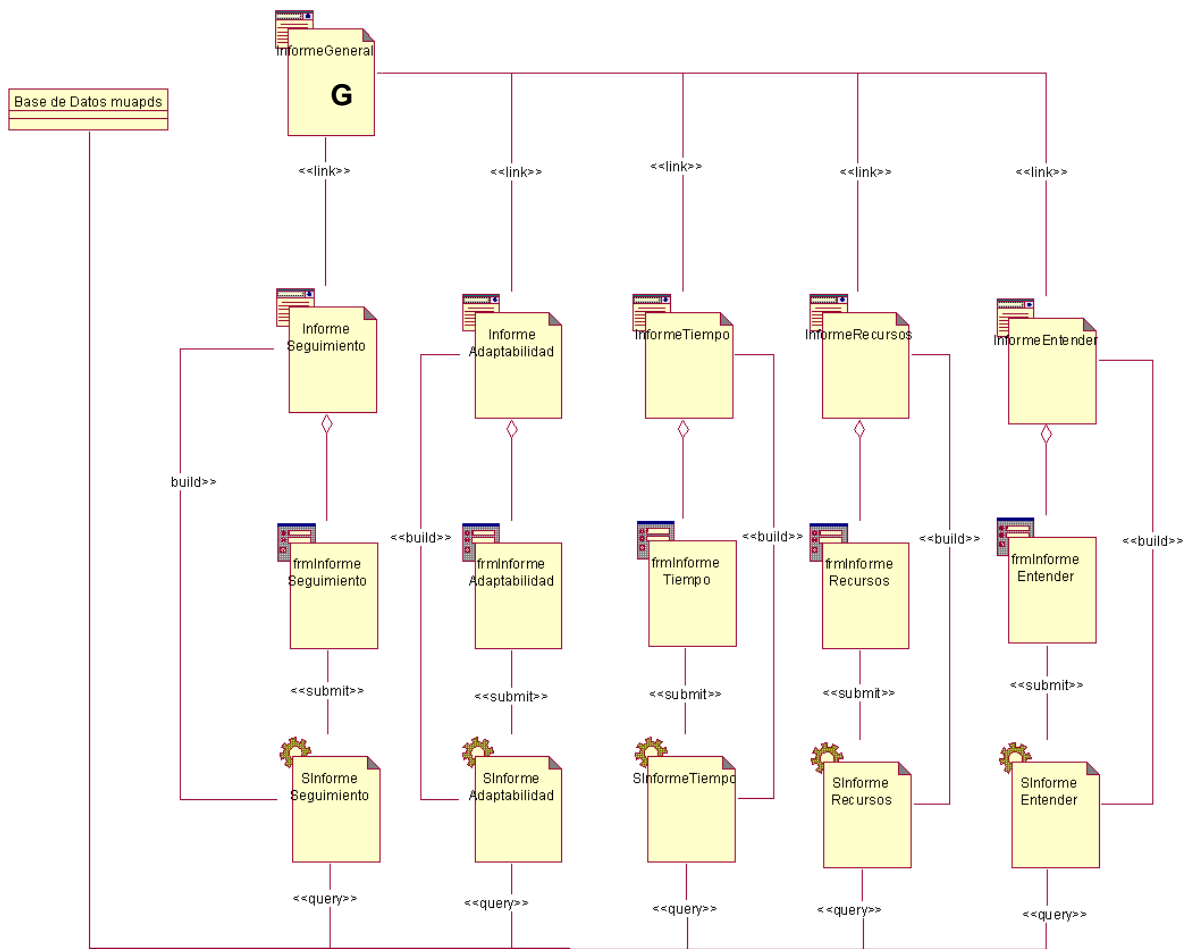 InformeGeneral
G
Base de Datos muapds
<<link>>
<<link>>
<<link>>
<<link>>
<<link>>
Informe
Seguimiento
Informe
Adaptabilidad
InformeTiempo
InformeRecursos
InformeEntender
build>>
<<build>>
<<build>>
<<build>>
<<build>>
frmInforme
Seguimiento
frmInforme
Adaptabilidad
frmInforme
Tiempo
frmInforme
Recursos
frmInforme
Entender
<<submit>>
<<submit>>
<<submit>>
<<submit>>
<<submit>>
SInforme
Seguimiento
SInforme
Adaptabilidad
SInformeTiempo
SInforme
Recursos
SInforme
Entender
<<query>>
<<query>>
<<query>>
<<query>>
<<query>>